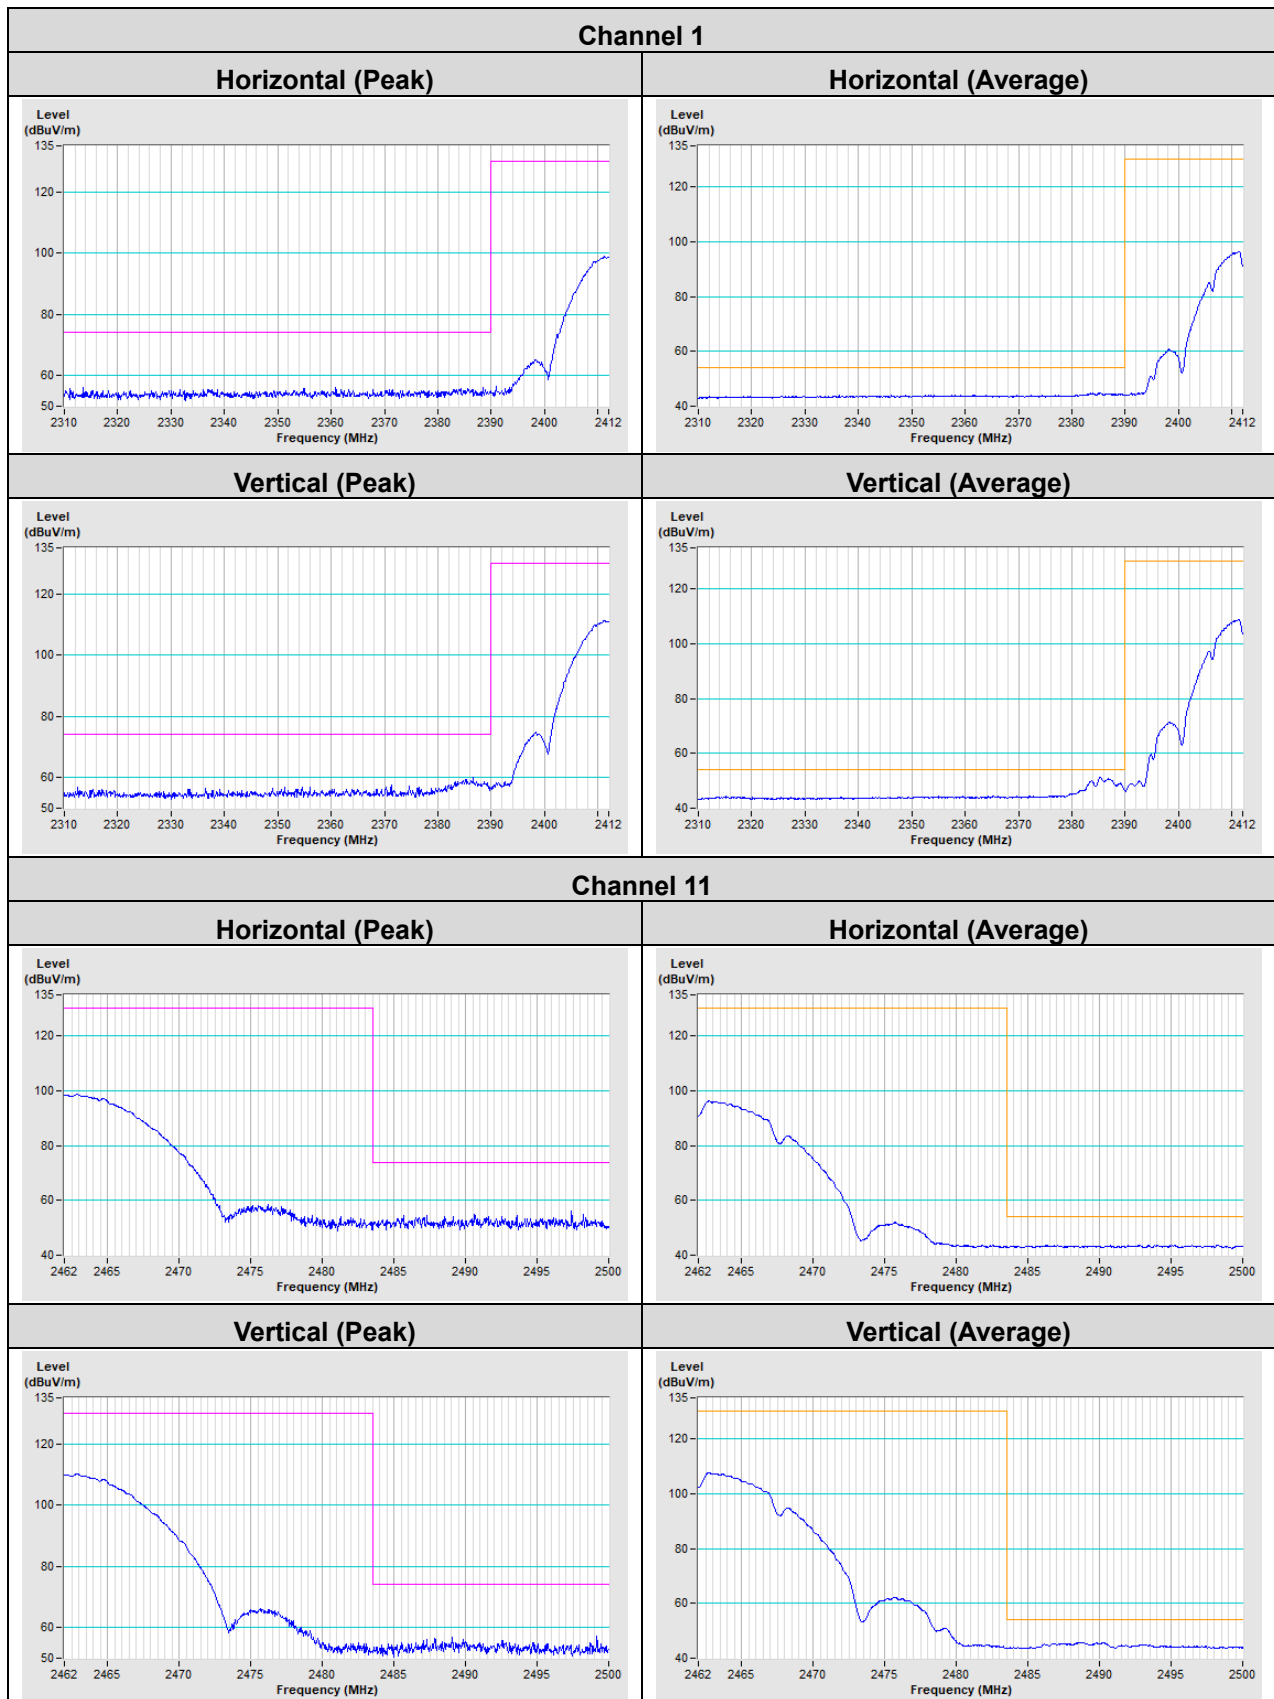 Channel 1
Horizontal (Peak)
Horizontal (Average)
Level
(dBuV/m)
135
120
100
80
60
50
2310 2320 2330 2340 2350 2360 2370 2380 2390 2400 2412
Frequency (MHz)
Level
(dBuV/m)
135
120
100
80
60
40
2310 2320 2330 2340 2350 2360 2370 2380 2390 2400 2412
Frequency (MHz)
Vertical (Peak)
Vertical (Average)
Level
(dBuV/m)
135
120
100
80
60
50
2310 2320 2330 2340 2350 2360 2370 2380 2390 2400 2412
Frequency (MHz)
Level
(dBuV/m)
135
120
100
80
60
40
2310 2320 2330 2340 2350 2360 2370 2380 2390 2400 2412
Frequency (MHz)
Channel 11
Horizontal (Peak)
Horizontal (Average)
Level
(dBuV/m)
135
120
100
80
60
40
2462 2465 2470 2475 2480 2485 2490 2495 2500
Frequency (MHz)
Level
(dBuV/m)
135
120
100
80
60
40
2462 2465 2470 2475 2480 2485 2490 2495 2500
Frequency (MHz)
Vertical (Peak)
Vertical (Average)
Level
(dBuV/m)
135
120
100
80
60
50
2462 2465 2470 2475 2480 2485 2490 2495 2500
Frequency (MHz)
Level
(dBuV/m)
135
120
100
80
60
40
2462 2465 2470 2475 2480 2485 2490 2495 2500
Frequency (MHz)